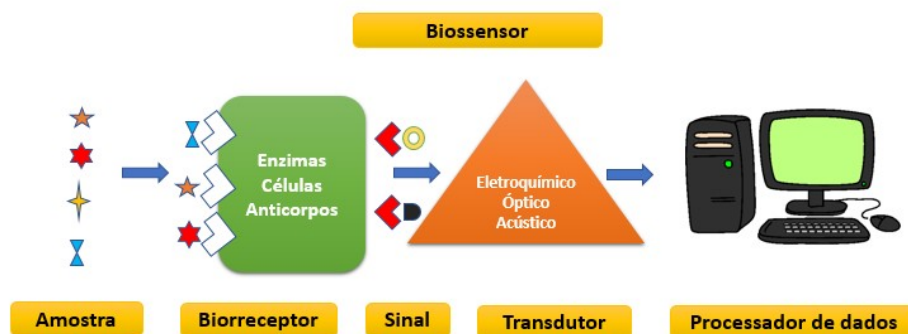 Biossensor
Enzimas
Células
Anticorpos
Eletroquímico
Óptico
Acústico
Amostra
Biorreceptor
Sinal
Transdutor
Processador de dados